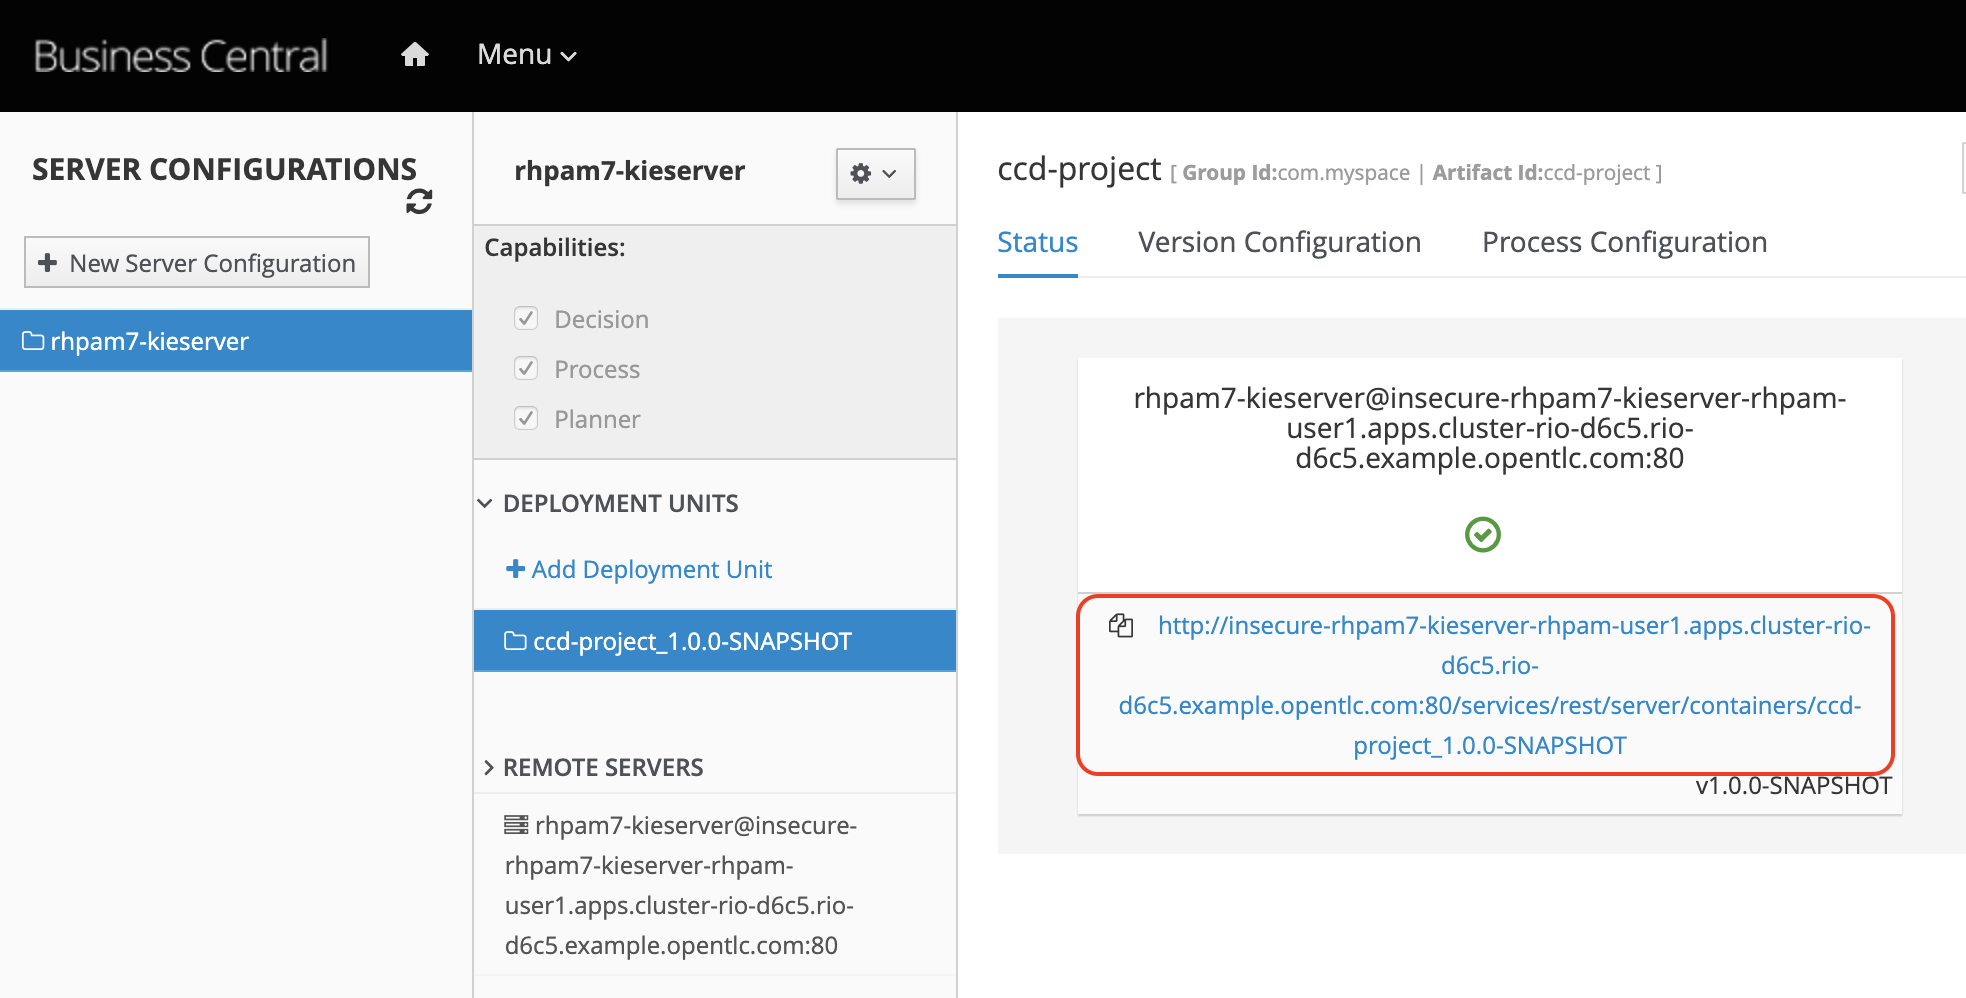 Business Central
Menu
SERVER CONFIGURATIONS
New Server Configuration
rhpam7-kieserver
rhpam7-kieserver
Capabilities:
Decision
Process
Planner
DEPLOYMENT UNITS
Add Deployment Unit
ccd-project_1.0.0-SNAPSHOT
REMOTE SERVERS
rhpam7-kieserver@insecure-
rhpam7-kieserver-rhpam-
user1.apps.cluster-rio-d6c5.rio-
d6c5.example.opentlc.com:80
ccd-project [ Group Id:com.myspace | Artifact Id:ccd-project ]
Status Version Configuration Process Configuration
rhpam7-kieserver@insecure-rhpam7-kieserver-rhpam-
user1.apps.cluster-rio-d6c5.rio-
d6c5.example.opentlc.com:80
http://insecure-rhpam7-kieserver-rhpam-user1.apps.cluster-rio-
d6c5.rio-
d6c5.example.opentlc.com:80/services/rest/server/containers/ccd-
project_1.0.0-SNAPSHOT
v1.0.0-SNAPSHOT